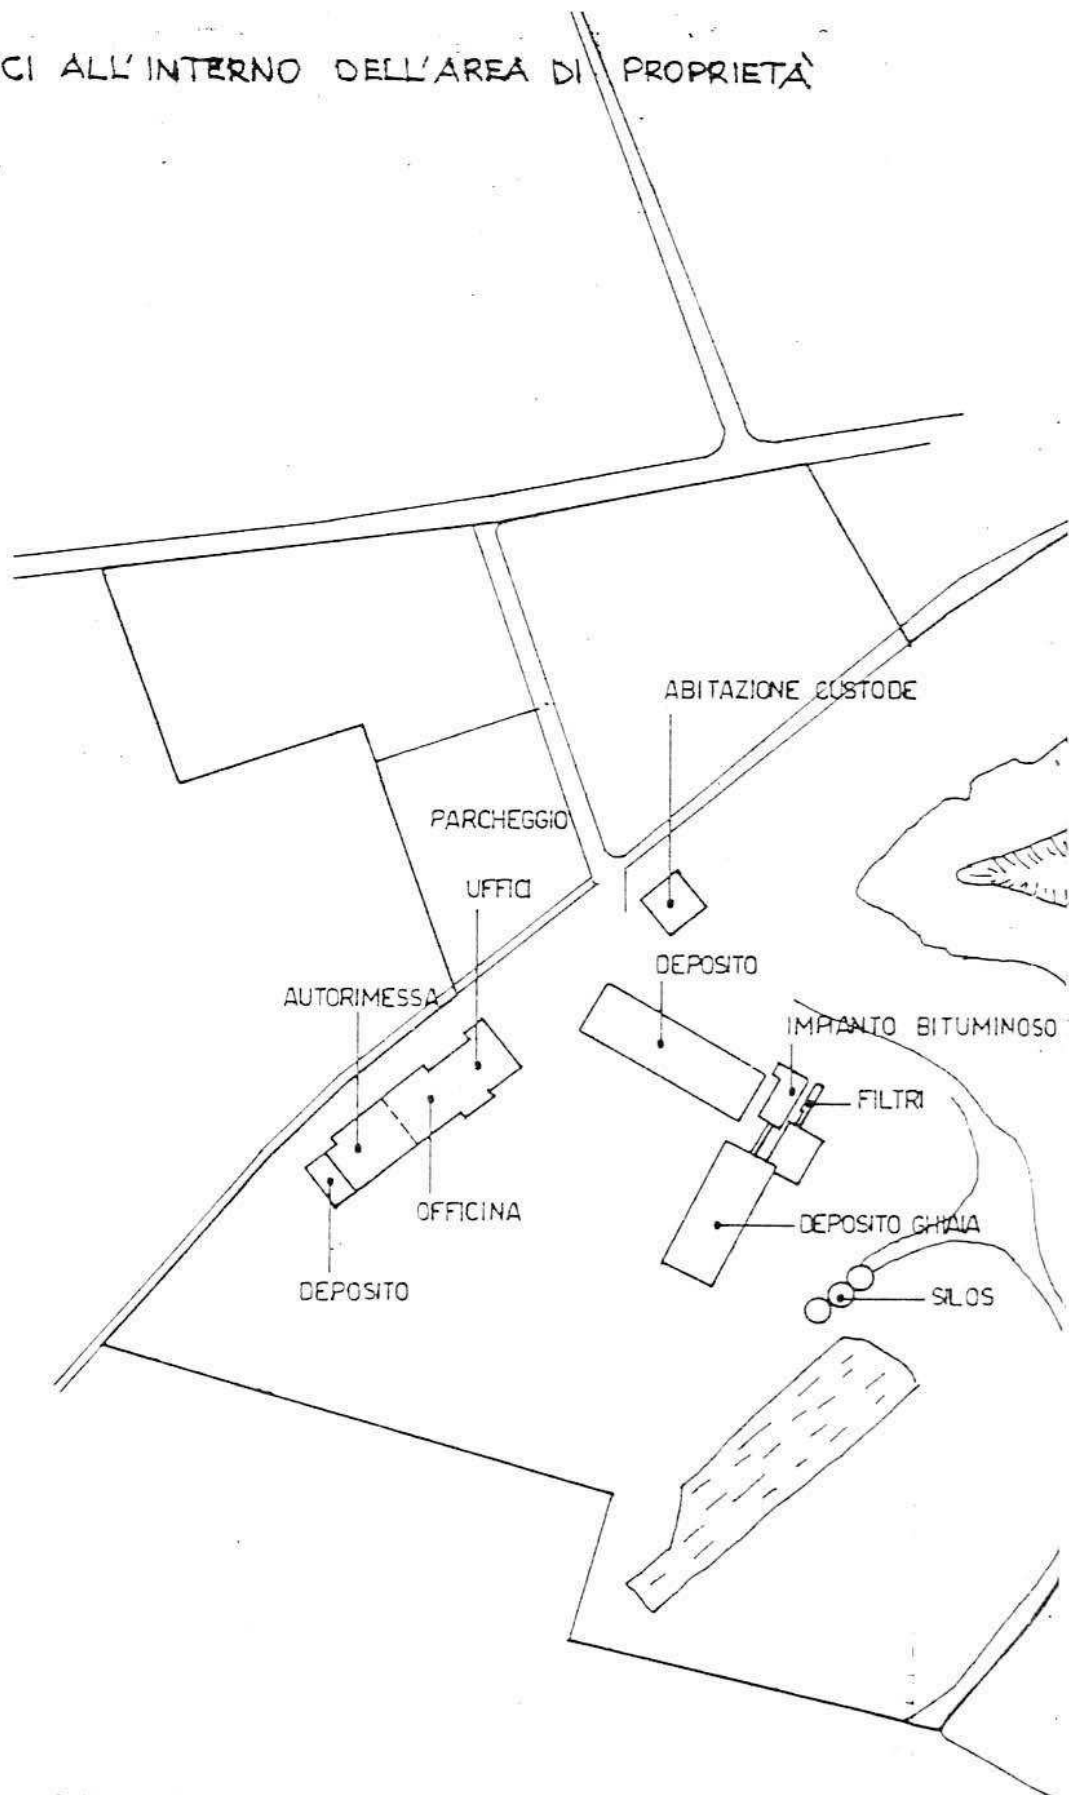 CI ALL'INTERNO DELL'AREA DI PROPRIETÀ
ABITAZIONE CUSTODE
PARCHEGGIO
UFFICI
DEPOSITO
AUTORIMESSA
IMPIANTO BITUMINOSO
FILTRI
OFFICINA
DEPOSITO GHIAIA
DEPOSITO
SILOS